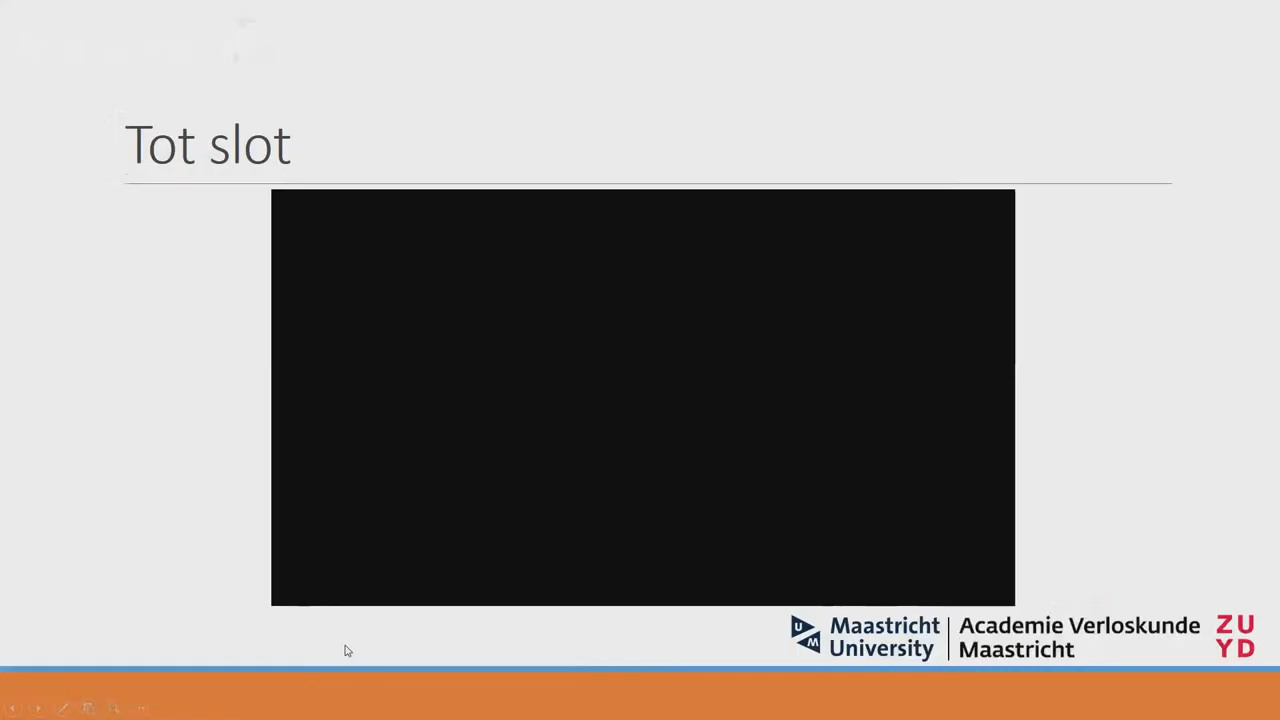 Tot slot
Maastricht
University
Academie Verloskunde
Maastricht
ZU
YD